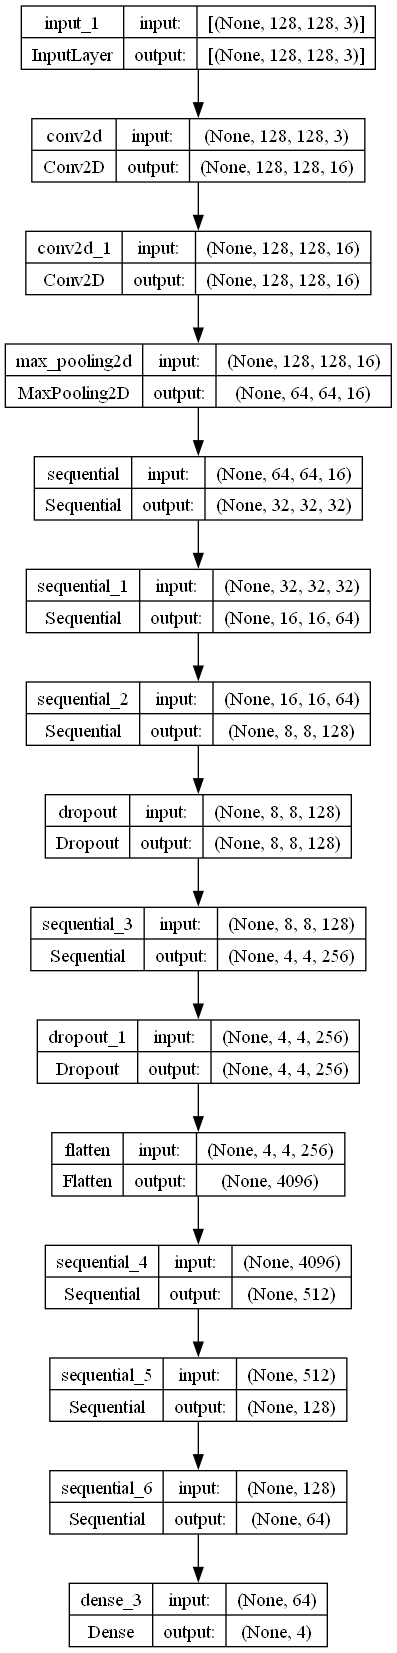 input_1 input: [(None, 128, 128, 3)]
InputLayer output: [(None, 128, 128, 3)]
conv2d input: (None, 128, 128, 3)
Conv2D output: (None, 128, 128, 16)
conv2d_1 input: (None, 128, 128, 16)
Conv2D output: (None, 128, 128, 16)
max_pooling2d input: (None, 128, 128, 16)
MaxPooling2D output: (None, 64, 64, 16)
sequential input: (None, 64, 64, 16)
Sequential output: (None, 32, 32, 32)
sequential_1 input: (None, 32, 32, 32)
Sequential output: (None, 16, 16, 64)
sequential_2 input: (None, 16, 16, 64)
Sequential output: (None, 8, 8, 128)
dropout input: (None, 8, 8, 128)
Dropout output: (None, 8, 8, 128)
sequential_3 input: (None, 8, 8, 128)
Sequential output: (None, 4, 4, 256)
dropout_1 input: (None, 4, 4, 256)
Dropout output: (None, 4, 4, 256)
flatten input: (None, 4, 4, 256)
Flatten output: (None, 4096)
sequential_4 input: (None, 4096)
Sequential output: (None, 512)
sequential_5 input: (None, 512)
Sequential output: (None, 128)
sequential_6 input: (None, 128)
Sequential output: (None, 64)
dense_3 input: (None, 64)
Dense output: (None, 4)